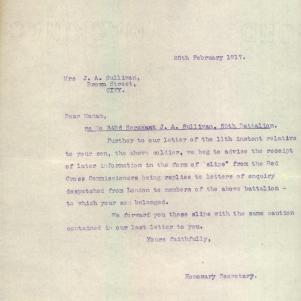 26th February 1917.
Mrs J. A. Sullivan,
Brown Street,
CITY.
Dear Madam,
re No 3426 Sergeant J. A. Sullivan, 50th Battalion.
Further to our letter of the 11th instant relative
to your son, the above soldier, we beg to advise the receipt
of later information in the form of "slips" from the Red
Cross Commissioners being replies to letters of enquiry
despatched from London to members of the above battalion -
to which your son belonged.
We forward you these slips with the same caution
contained in our last letter to you.
Yours faithfully,
Honorary Secretary.